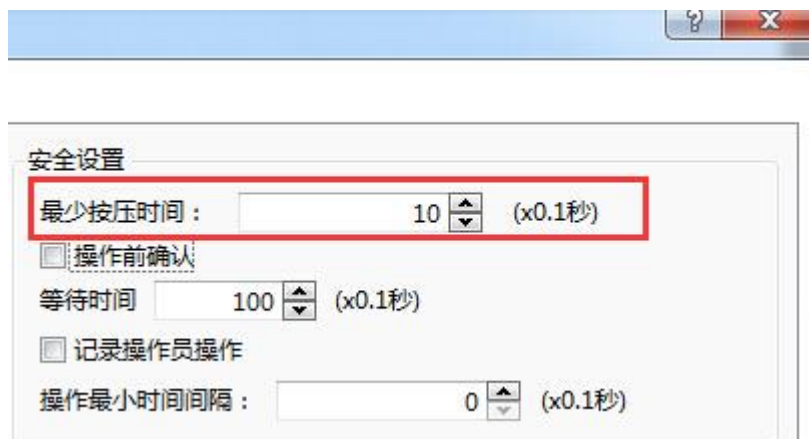 安全设置
最少按压时间： 10 (x0.1秒)
操作前确认
等待时间 100 (x0.1秒)
记录操作员操作
操作最小时间间隔： 0 (x0.1秒)